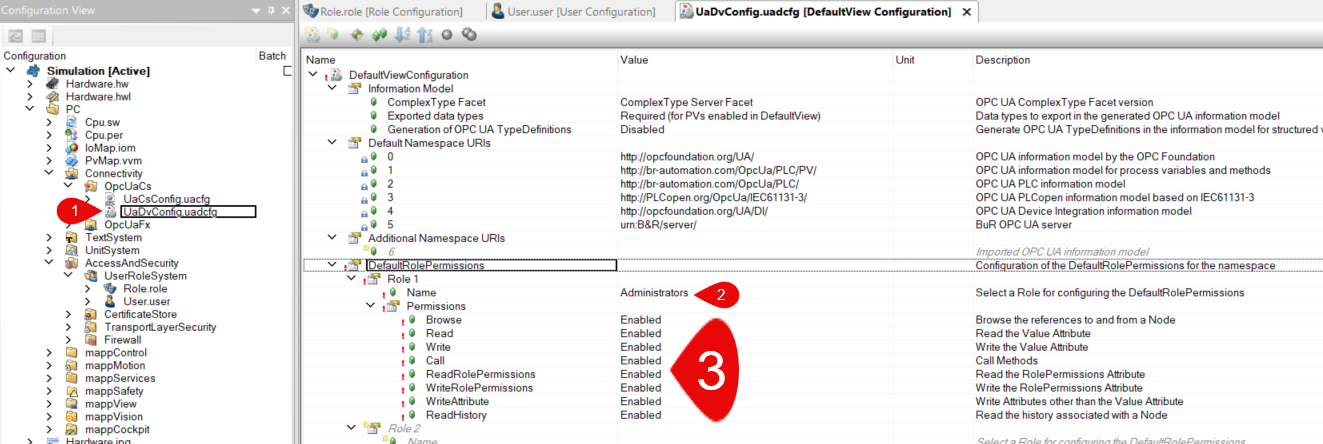 Configuration View
Role.role [Role Configuration] User.user [User Configuration] UaDvConfig.uadcfg [DefaultView Configuration]
Configuration Batch
Simulation [Active]
Hardware.hw
Hardware.hwl
PC
Cpu.sw
Cpu.per
IoMap.iom
PvMap.vvm
Connectivity
OpcUaCs
UaCsConfig.uacfg
1 UaDvConfig.uadcfg
OpcUaFx
TextSystem
UnitSystem
AccessAndSecurity
UserRoleSystem
Role.role
User.user
CertificateStore
TransportLayerSecurity
Firewall
mappControl
mappMotion
mappServices
mappSafety
mappView
mappVision
mappCockpit
Hardware.jpg
Name Value Unit Description
DefaultViewConfiguration
Information Model
ComplexType Facet ComplexType Server Facet OPC UA ComplexType Facet version
Exported data types Required (for PVs enabled in DefaultView) Data types to export in the generated OPC UA information model
Generation of OPC UA TypeDefinitions Disabled Generate OPC UA TypeDefinitions in the information model for structured v
Default Namespace URIs
0 http://opcfoundation.org/UA/ OPC UA information model by the OPC Foundation
1 http://br-automation.com/OpcUa/PLC/PV/ OPC UA information model for process variables and methods
2 http://br-automation.com/OpcUa/PLC/ OPC UA PLC information model
3 http://PLCopen.org/OpcUa/IEC61131-3/ OPC UA PLCopen information model based on IEC61131-3
4 http://opcfoundation.org/UA/DI/ OPC UA Device Integration information model
5 urn:B&R/server/ BuR OPC UA server
Additional Namespace URIs
6 Imported OPC UA information model
DefaultRolePermissions Configuration of the DefaultRolePermissions for the namespace
Role 1
Name Administrators 2 Select a Role for configuring the DefaultRolePermissions
Permissions
Browse Enabled Browse the references to and from a Node
Read Enabled Read the Value Attribute
Write Enabled Write the Value Attribute
Call Enabled Call Methods
ReadRolePermissions Enabled 3 Read the RolePermissions Attribute
WriteRolePermissions Enabled Write the RolePermissions Attribute
WriteAttribute Enabled Write Attributes other than the Value Attribute
ReadHistory Enabled Read the history associated with a Node
Role 2
Name Select a Role for configuring the DefaultRolePermissions